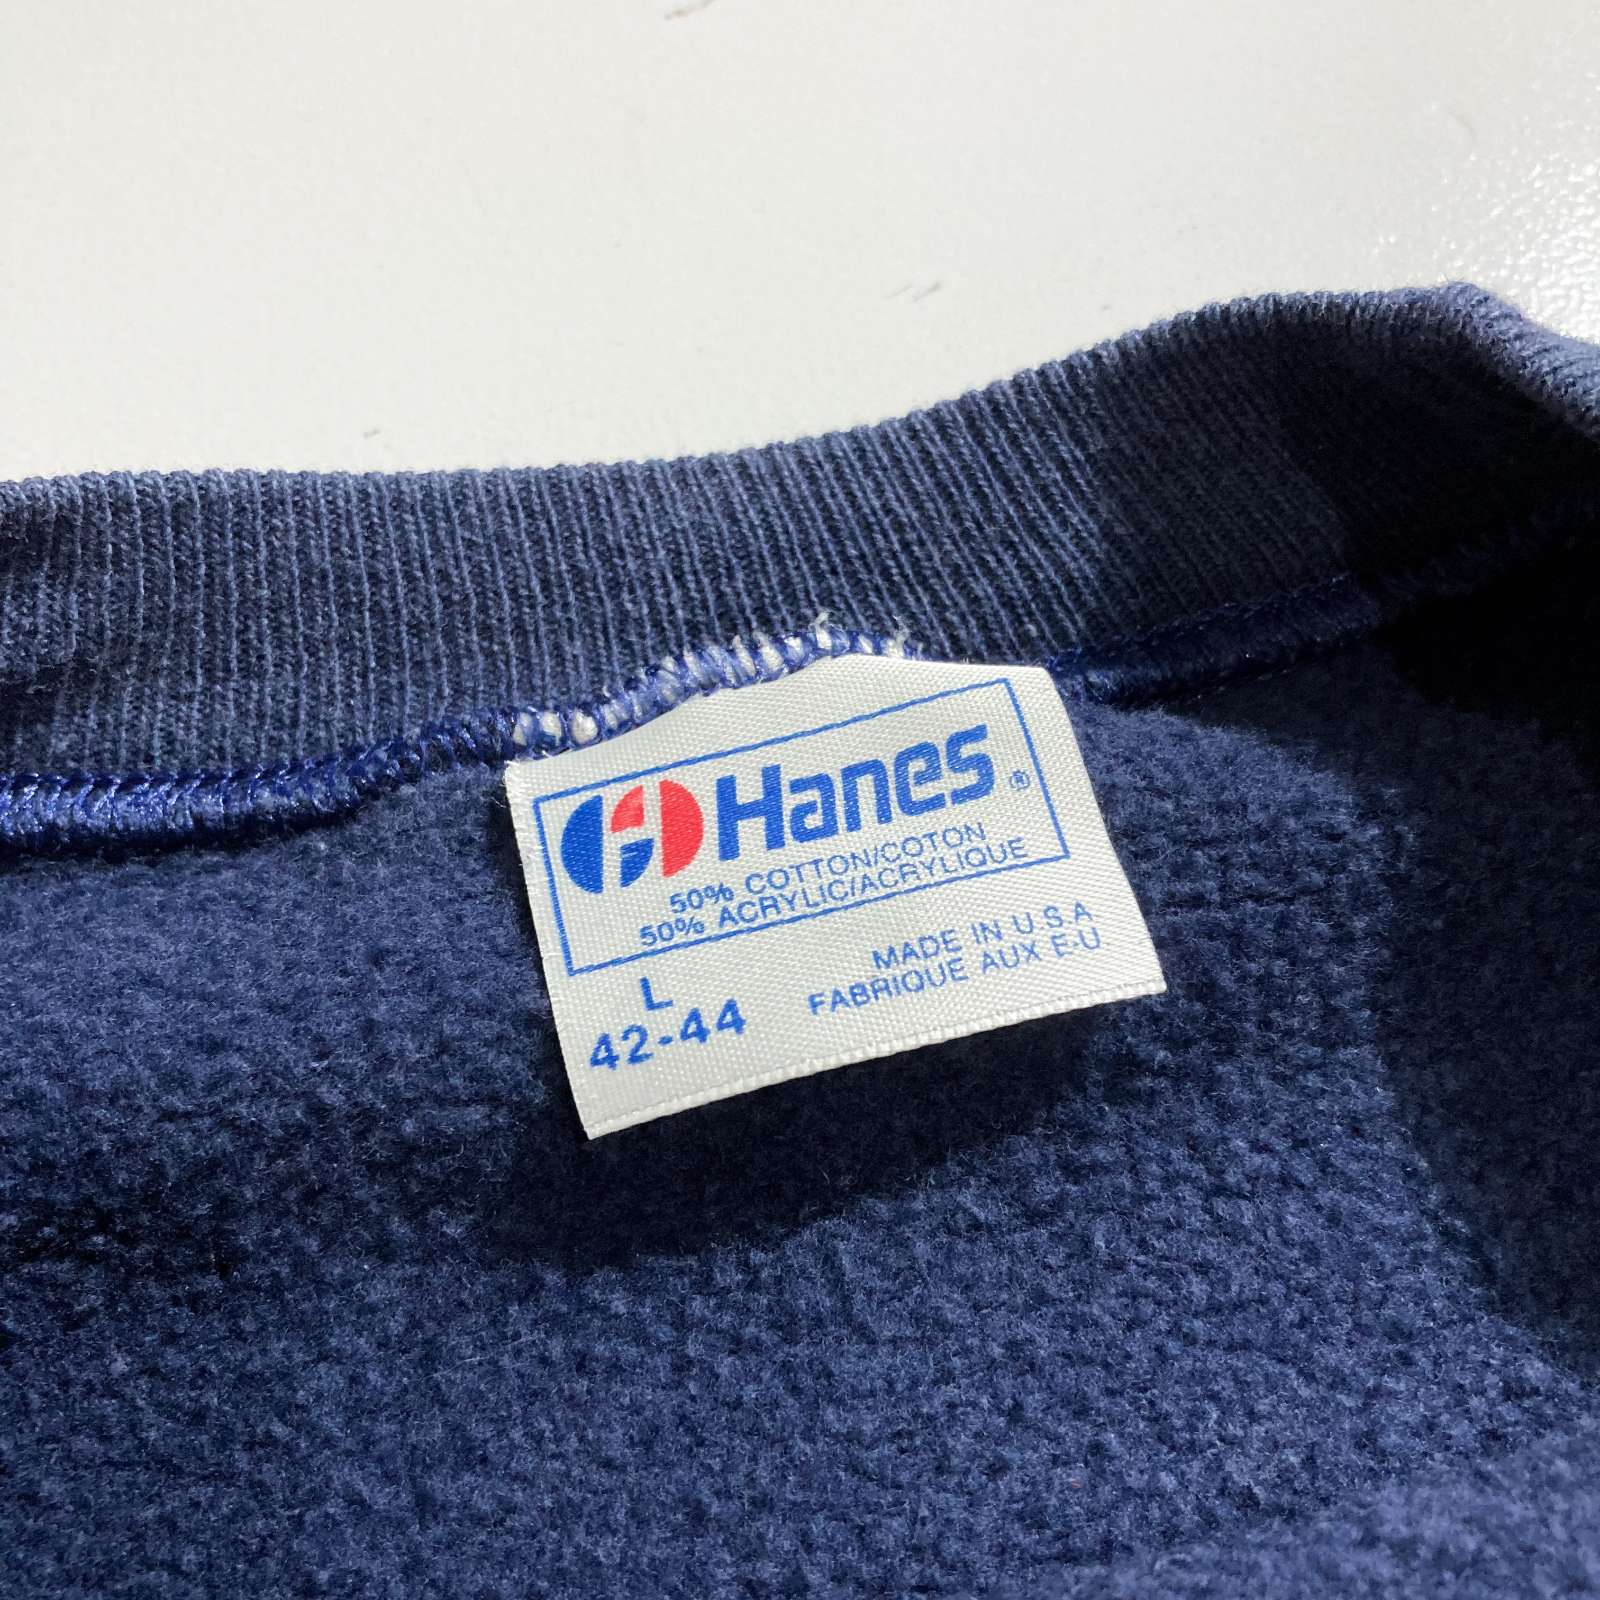 Hanes®
50% COTTON/COTON
50% ACRYLIC/ACRYLIQUE
L
42-44
MADE IN U.S.A
FABRIQUE AUX E-U.